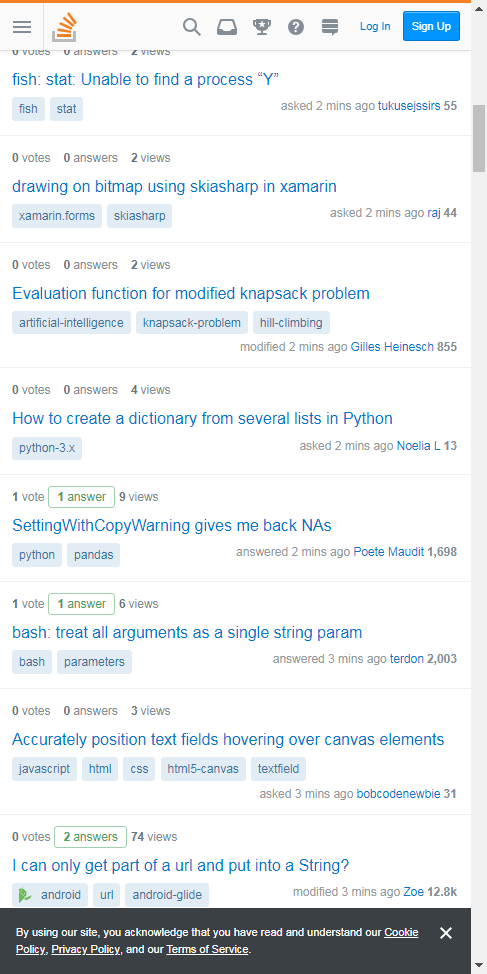 Log In Sign Up
0 votes 0 answers 2 views
fish: stat: Unable to find a process “Y”
fish stat
asked 2 mins ago tukusejssirs 55
0 votes 0 answers 2 views
drawing on bitmap using skiasharp in xamarin
xamarin.forms skiasharp
asked 2 mins ago raj 44
0 votes 0 answers 2 views
Evaluation function for modified knapsack problem
artificial-intelligence knapsack-problem hill-climbing
modified 2 mins ago Gilles Heinesch 855
0 votes 0 answers 4 views
How to create a dictionary from several lists in Python
python-3.x
asked 2 mins ago Noelia L 13
1 vote 1 answer 9 views
SettingWithCopyWarning gives me back NAs
python pandas
answered 2 mins ago Poete Maudit 1,698
1 vote 1 answer 6 views
bash: treat all arguments as a single string param
bash parameters
answered 3 mins ago terdon 2,003
0 votes 0 answers 3 views
Accurately position text fields hovering over canvas elements
javascript html css html5-canvas textfield
asked 3 mins ago bobcodenewbie 31
0 votes 2 answers 74 views
I can only get part of a url and put into a String?
android url android-glide
modified 3 mins ago Zoe 12.8k
By using our site, you acknowledge that you have read and understand our Cookie
Policy, Privacy Policy, and our Terms of Service.